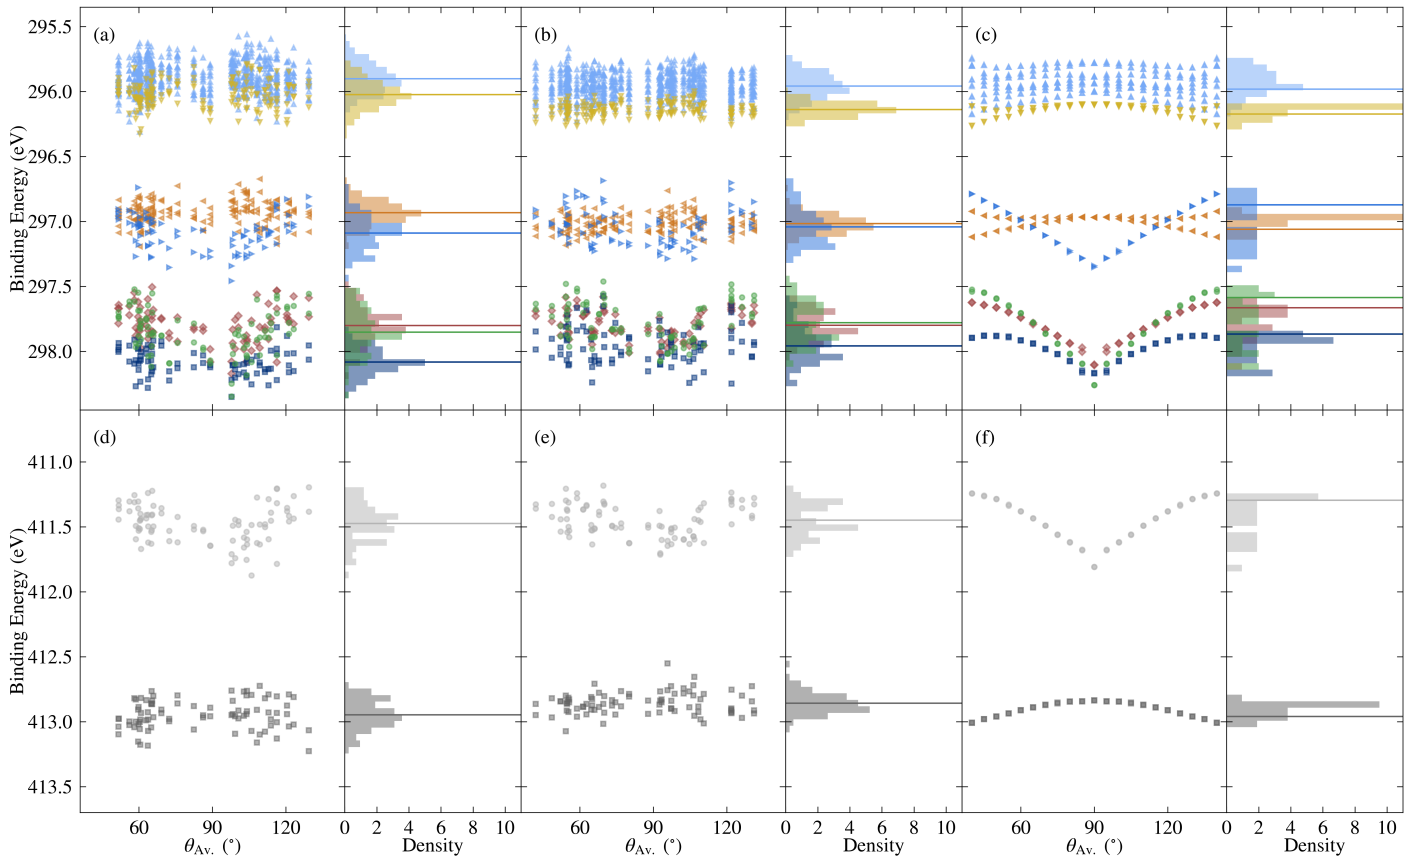 295.5
296.0
296.5
297.0
297.5
298.0
Binding Energy (eV)
(a)
(b)
(c)
411.0
411.5
412.0
412.5
413.0
413.5
Binding Energy (eV)
(d)
(e)
(f)
60 90 120 0 2 4 6 8 10 60 90 120 0 2 4 6 8 10 60 90 120 0 2 4 6 8 10
θAv. (°) Density θAv. (°) Density θAv. (°) Density